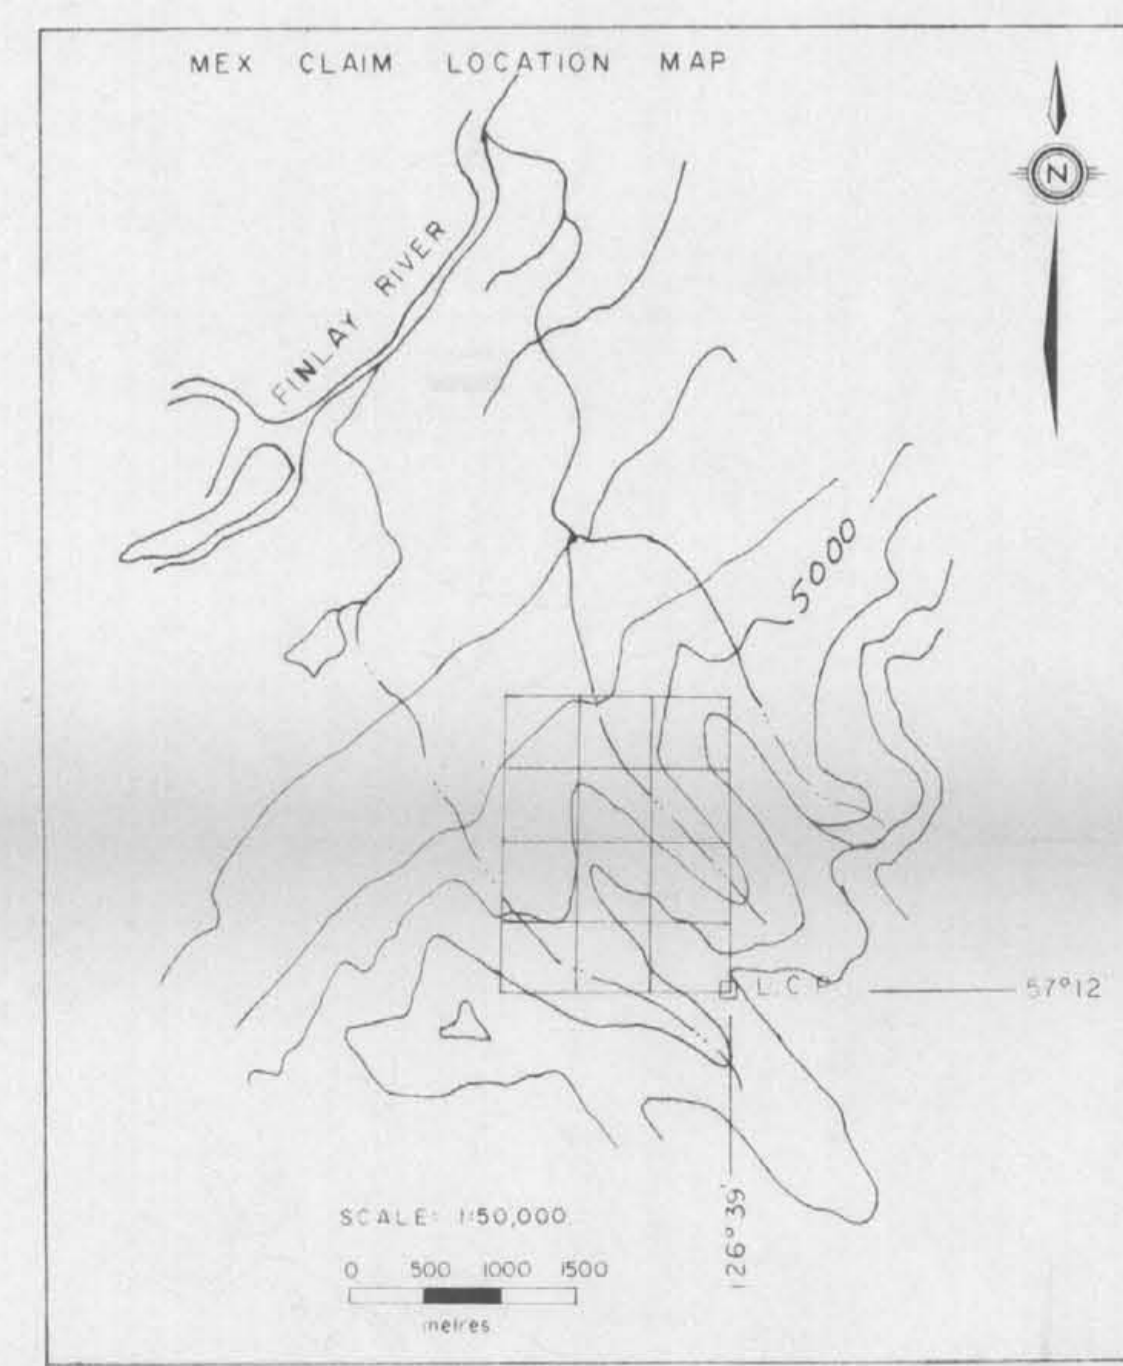 MEX CLAIM LOCATION MAP
N
FINLAY RIVER
5000
L.C.P
57°12
126°39'
SCALE: 1:50,000
0 500 1000 1500
metres